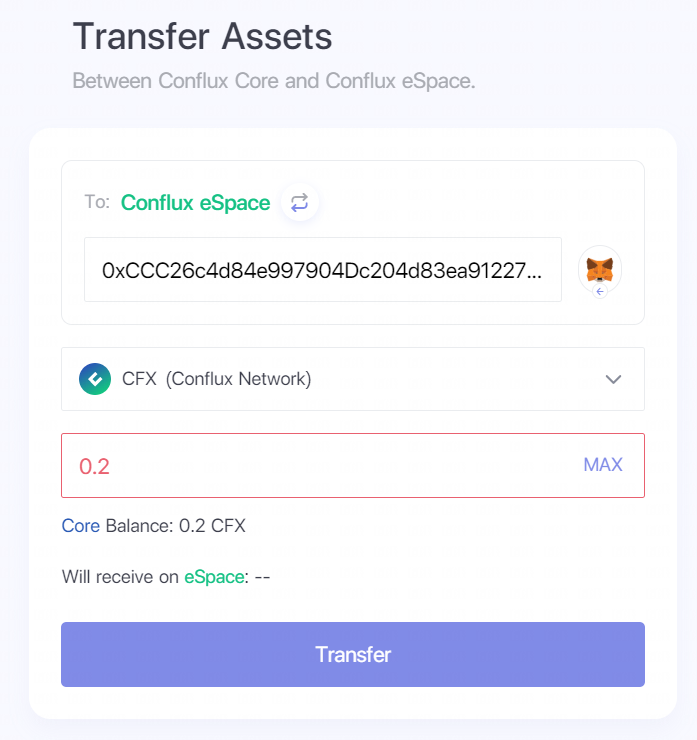 Transfer Assets
Between Conflux Core and Conflux eSpace.
To: Conflux eSpace
0xCCC26c4d84e997904Dc204d83ea91227...
CFX (Conflux Network)
0.2 MAX
Core Balance: 0.2 CFX
Will receive on eSpace: --
Transfer